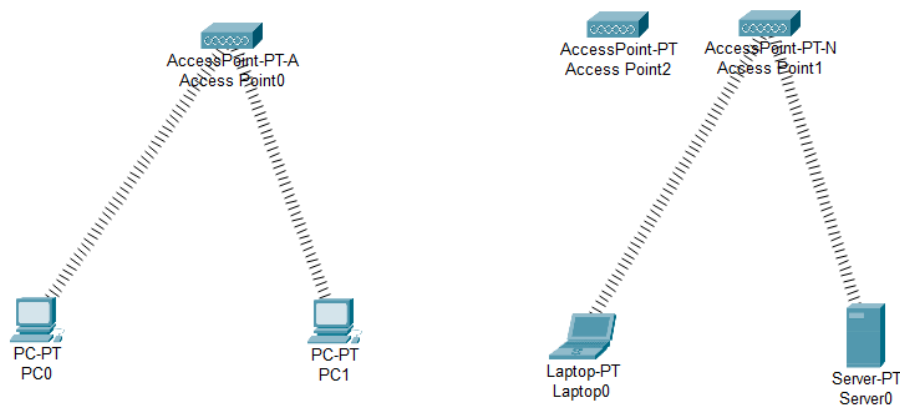 AccessPoint-PT-A
Access Point0
AccessPoint-PT
Access Point2
AccessPoint-PT-N
Access Point1
PC-PT
PC0
PC-PT
PC1
Laptop-PT
Laptop0
Server-PT
Server0